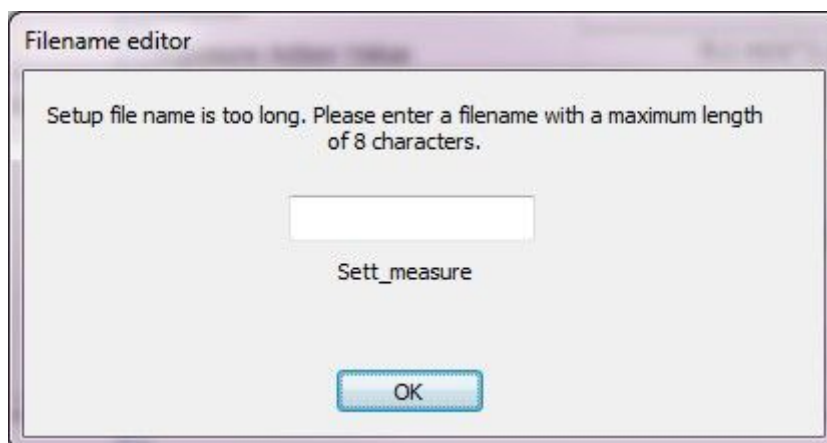 Filename editor
Setup file name is too long. Please enter a filename with a maximum length
of 8 characters.
Sett_measure
OK